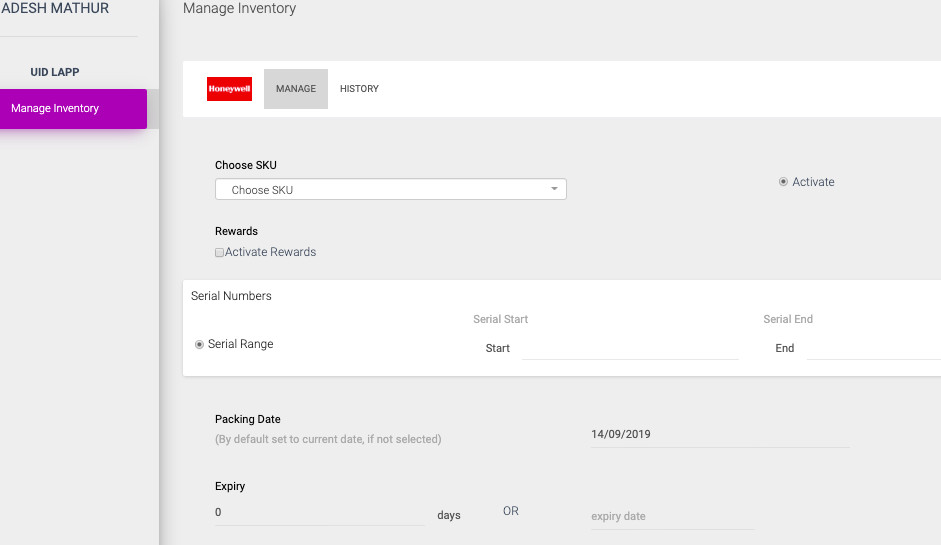 ADESH MATHUR
Manage Inventory
UID LAPP
Manage Inventory
Honeywell
MANAGE
HISTORY
Choose SKU
Choose SKU
Activate
Rewards
Activate Rewards
Serial Numbers
Serial Start
Serial End
Serial Range
Start
End
Packing Date
(By default set to current date, if not selected)
14/09/2019
Expiry
0
days
OR
expiry date